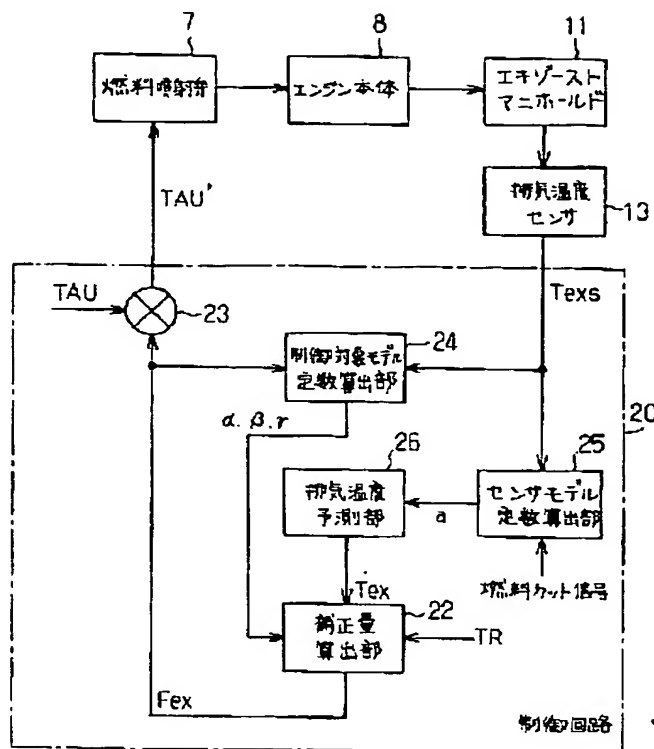 7
8
11
燃料噴射器
エンジン本体
エキゾースト
マニホールド
TAU'
排気温度
センサ
13
TAU
23
Texs
24
制御対象モデル
定数算出部
20
α.β.γ
26
25
排気温度
予測部
a
センサモデル
定数算出部
燃料カット信号
Tex
22
補正量
算出部
TR
Fex
制御回路